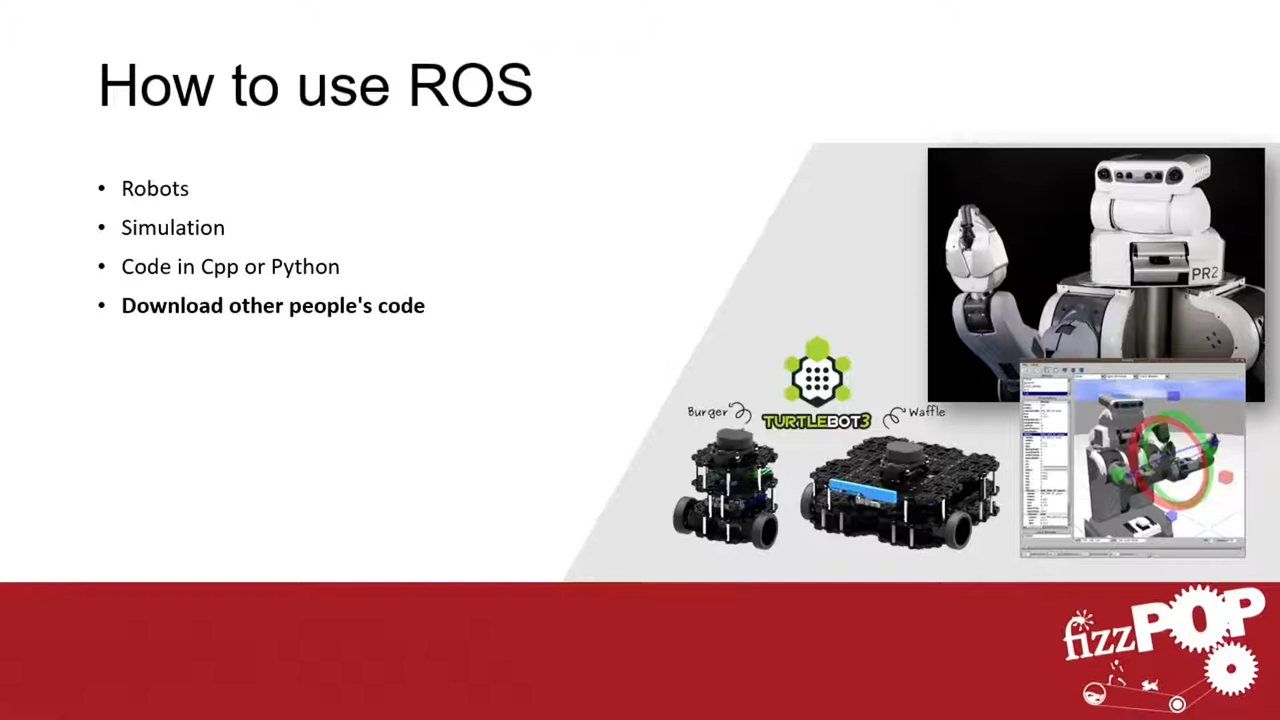 How to use ROS
• Robots
• Simulation
• Code in Cpp or Python
• Download other people's code
PR2
Burger
TURTLEBOT3
Waffle
fizzPOP